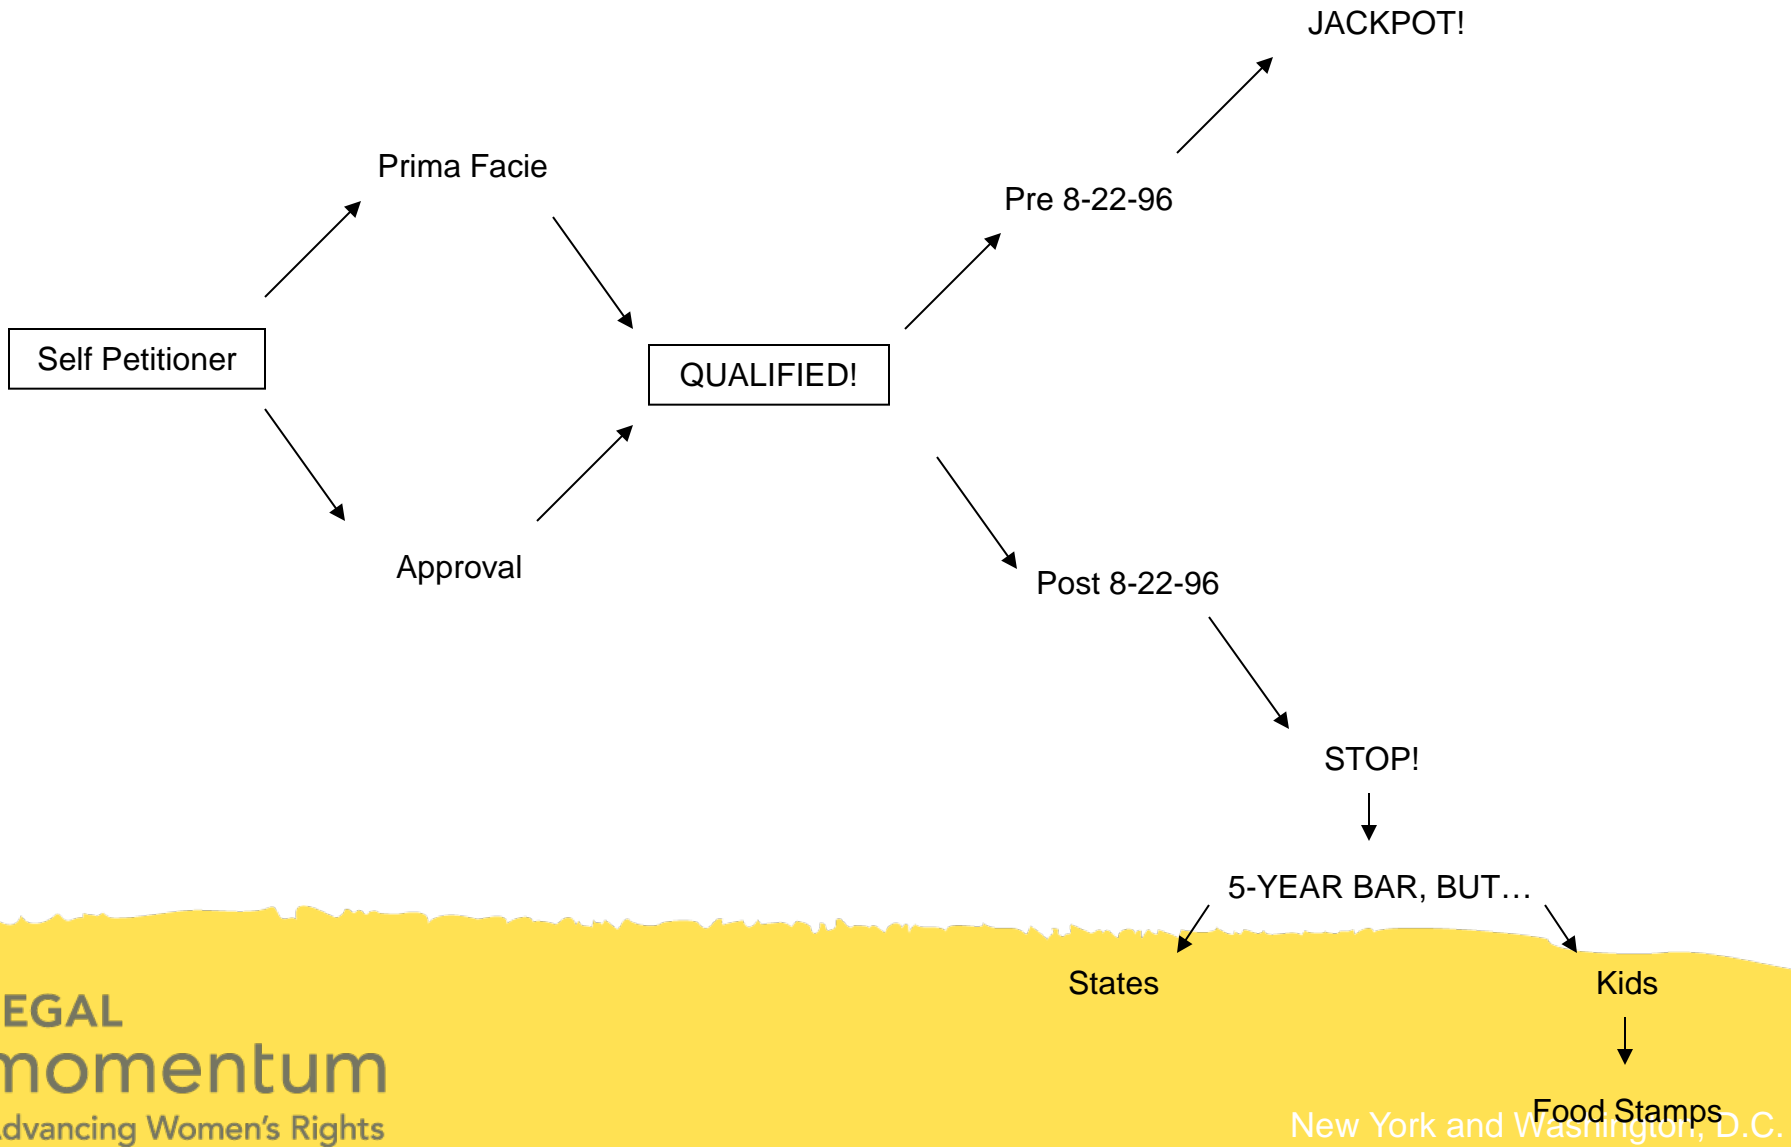 JACKPOT!
Prima Facie
Pre 8-22-96
Self Petitioner
QUALIFIED!
Approval
Post 8-22-96
STOP!
5-YEAR BAR, BUT…
States
Kids
EGAL
momentum
Advancing Women's Rights
Food Stamps
New York and Washington, D.C.